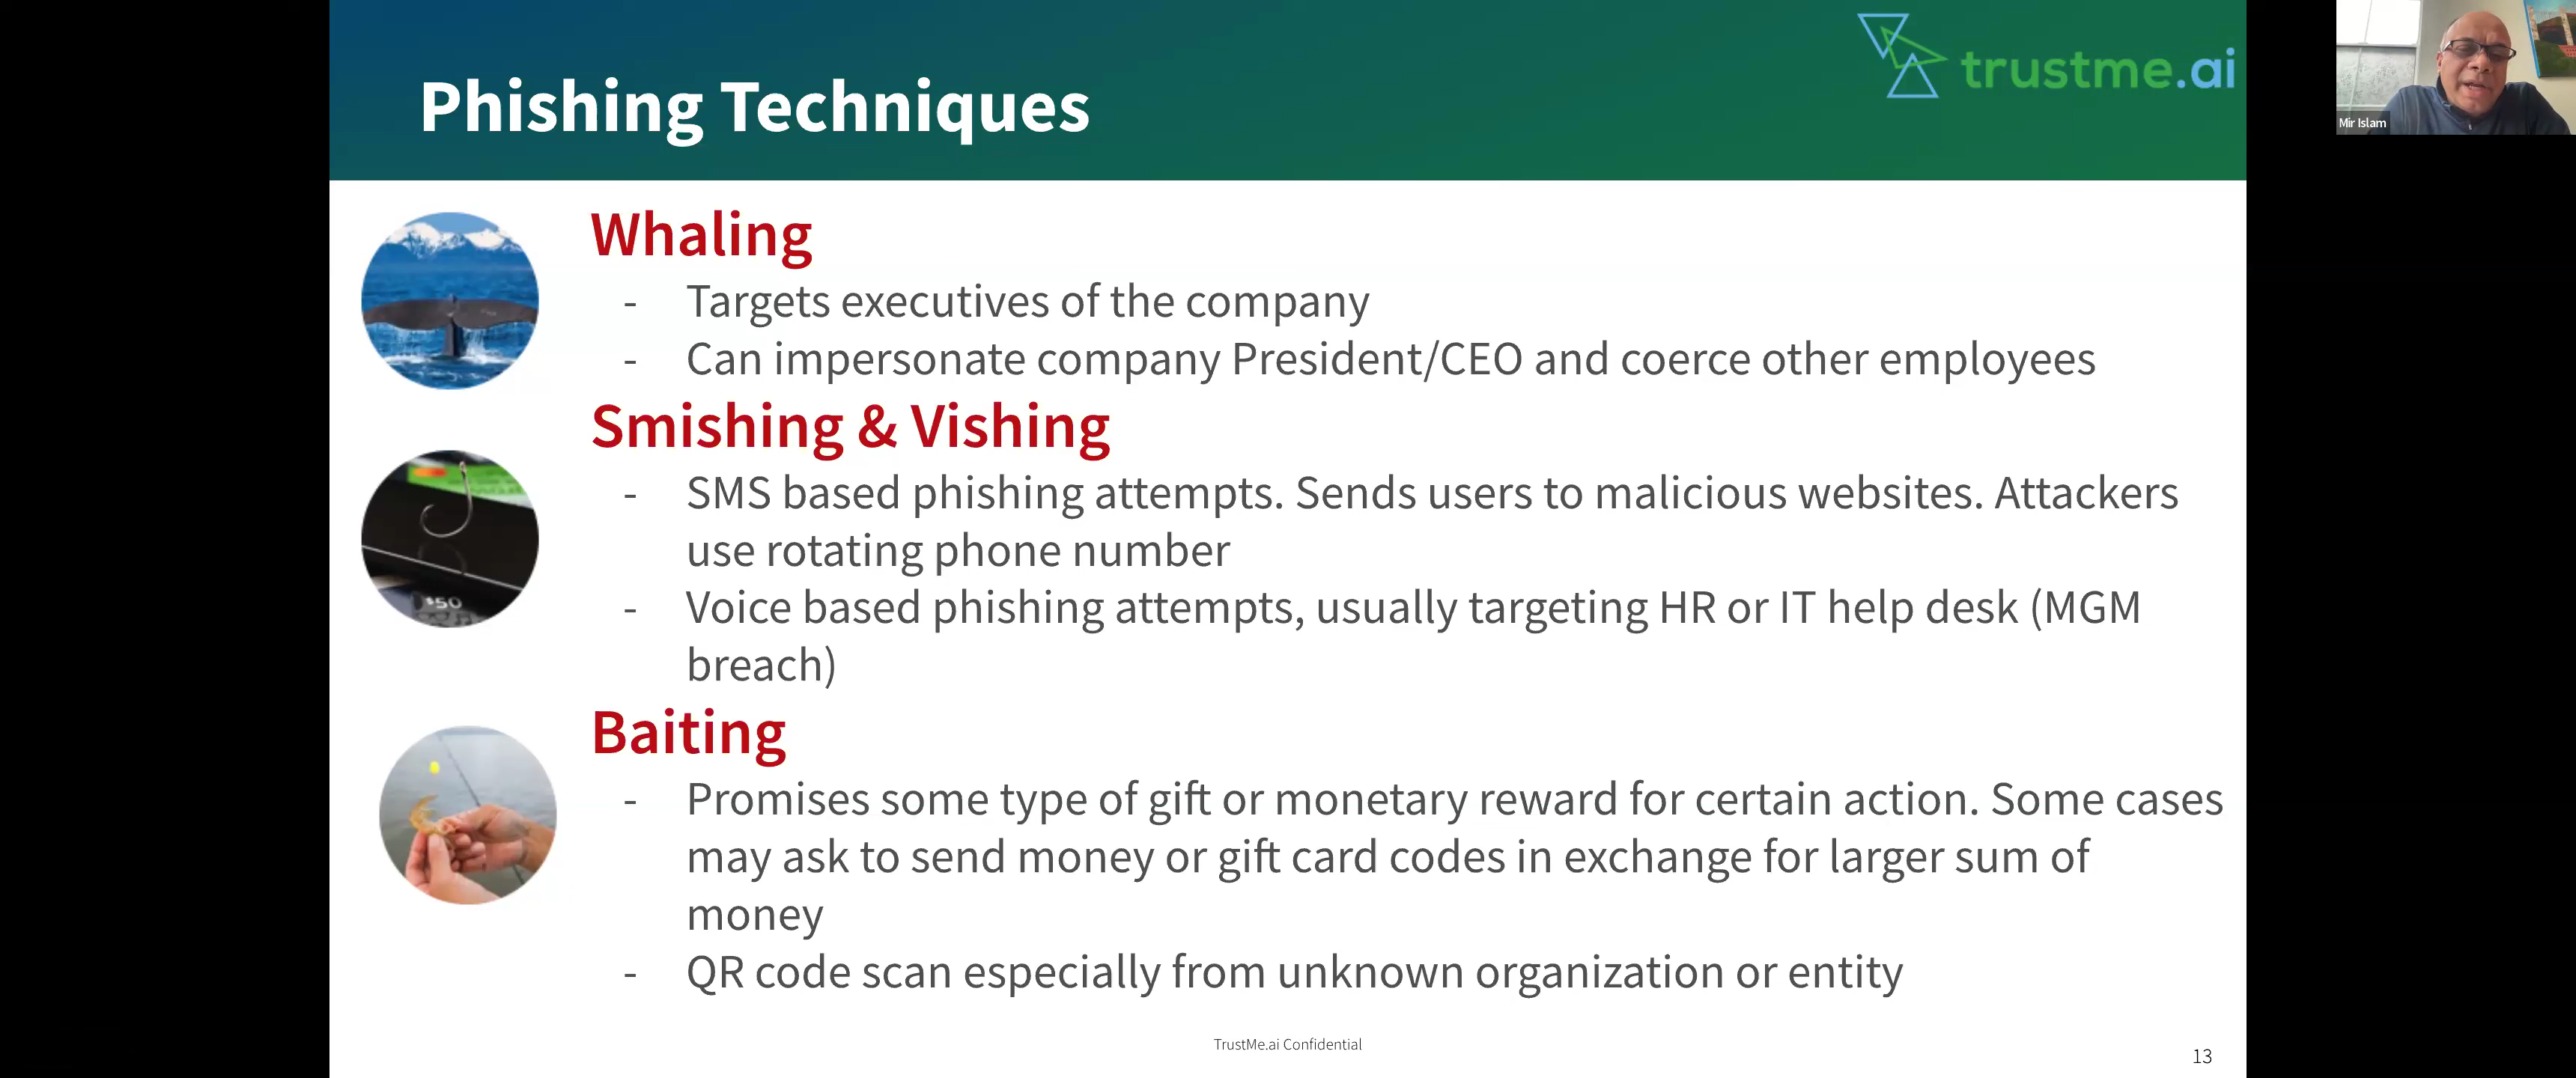 Phishing Techniques
trustme.ai
Mir Islam
Whaling
- Targets executives of the company
- Can impersonate company President/CEO and coerce other employees
Smishing & Vishing
- SMS based phishing attempts. Sends users to malicious websites. Attackers
use rotating phone number
- Voice based phishing attempts, usually targeting HR or IT help desk (MGM
breach)
$50
Baiting
- Promises some type of gift or monetary reward for certain action. Some cases
may ask to send money or gift card codes in exchange for larger sum of
money
- QR code scan especially from unknown organization or entity
TrustMe.ai Confidential
13